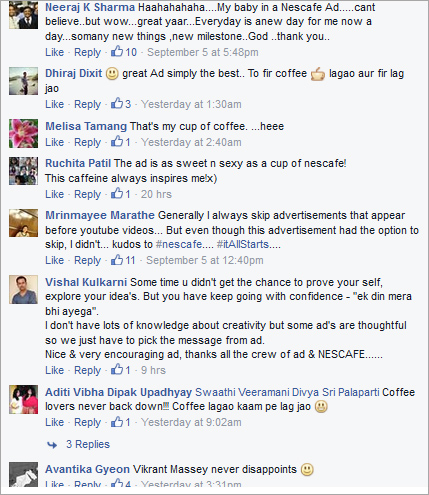 Neeraj K Sharma Haahahahaha....My baby in a Nescafe Ad.....cant
believe..but wow...great yaar...Everyday is anew day for me now a
day...somany new things ,new milestone..God ..thank you..
Like · Reply · 10 · September 5 at 5:48pm
Dhiraj Dixit great Ad simply the best.. To fir coffee lagao aur fir lag
jao
Like · Reply · 3 · Yesterday at 1:30am
Melisa Tamang That's my cup of coffee. ...heee
Like · Reply · 1 · Yesterday at 2:40am
Ruchita Patil The ad is as sweet n sexy as a cup of nescafe!
This caffeine always inspires me!x)
Like · Reply · 1 · 20 hrs
Mrinmayee Marathe Generally I always skip advertisements that appear
before youtube videos... But even though this advertisement had the option to
skip, I didn't... kudos to #nescafe.... #itAllStarts....
Like · Reply · 11 · September 5 at 12:40pm
Vishal Kulkarni Some time u didn't get the chance to prove your self,
explore your idea's. But you have keep going with confidence - "ek din mera
bhi ayega".
I don't have lots of knowledge about creativity but some ad's are thoughtful
so we just have to pick the message from ad.
Nice & very encouraging ad, thanks all the crew of ad & NESCAFE......
Like · Reply · 1 · 9 hrs
Aditi Vibha Dipak Upadhyay Swaathi Veeramani Divya Sri Palaparti Coffee
lovers never back down!!! Coffee lagao kaam pe lag jao
Like · Reply · 1 · Yesterday at 9:02am
3 Replies
Avantika Gyeon Vikrant Massey never disappoints
Like · Reply · 4 · Yesterday at 3:31pm